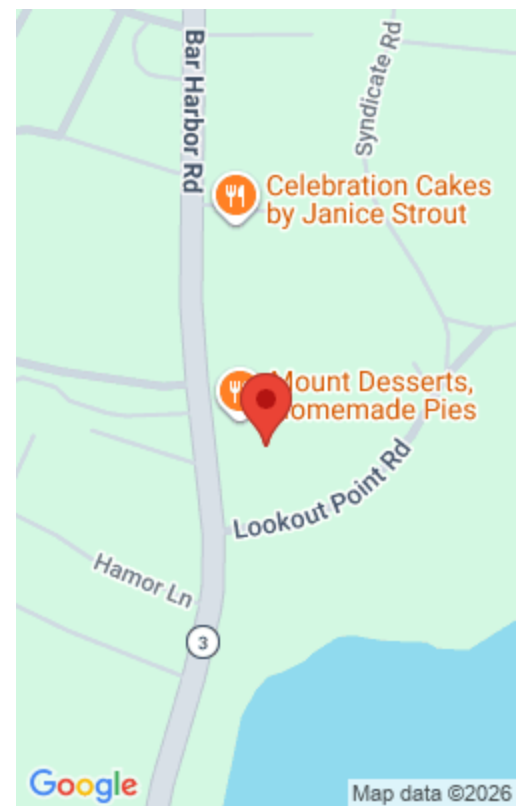 Bar Harbor Rd
Syndicate Rd
Celebration Cakes
by Janice Strout
Mount Desserts,
Homemade Pies
Lookout Point Rd
Hamor Ln
3
Google
Map data ©2026